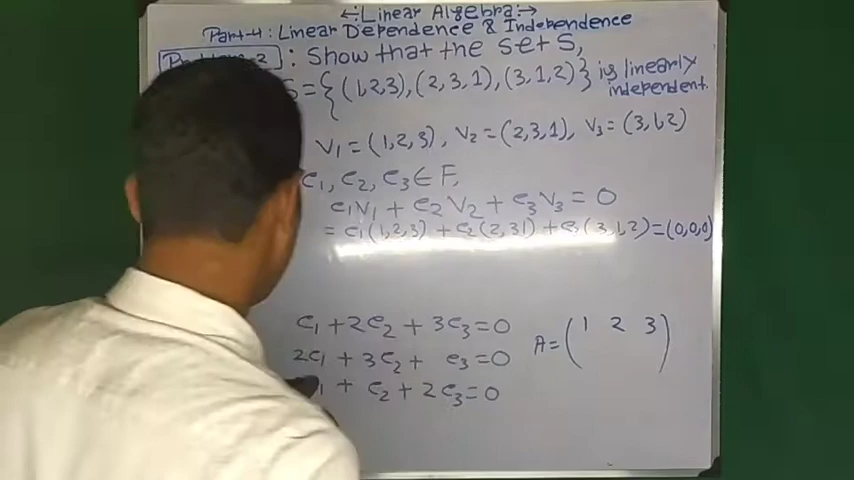 ←:Linear Algebra:→
Part-4: Linear Dependence & Independence
Problem-2: Show that the set S,
S={(1,2,3),(2,3,1),(3,1,2)} is linearly independent.
V₁=(1,2,3), V₂=(2,3,1), V₃=(3,1,2)
c₁, c₂, c₃∈F,
c₁V₁ + c₂V₂ + c₃V₃ = 0
= c₁(1,2,3) + c₂(2,3,1) + c₃(3,1,2)=(0,0,0)
c₁ + 2c₂ + 3c₃=0
2c₁ + 3c₂ + c₃=0
₁ + c₂ + 2c₃=0
A=(1 2 3)